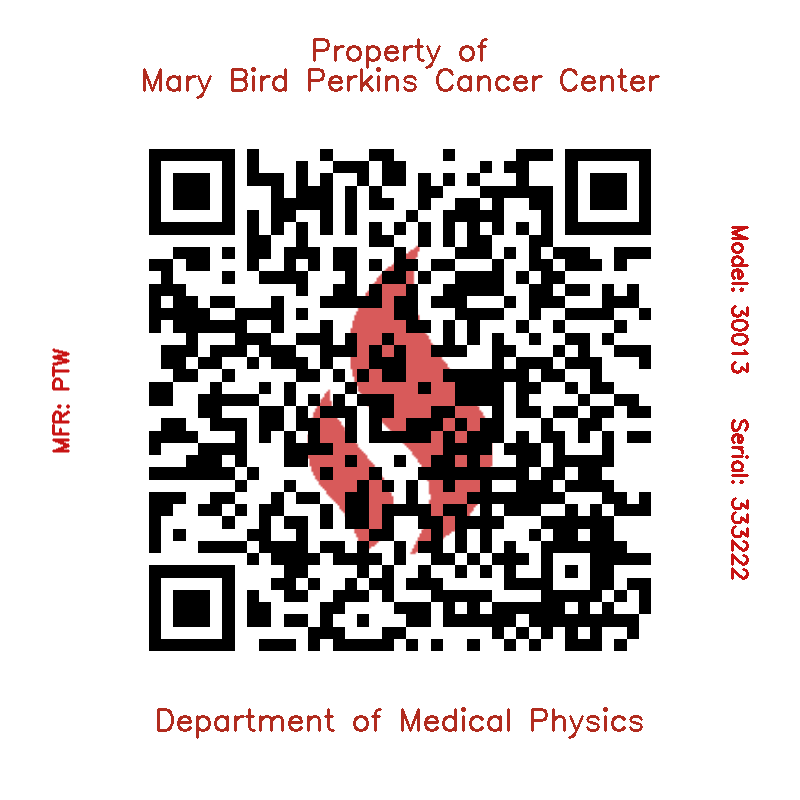 Property of
Mary Bird Perkins Cancer Center
MFR: PTW
Model: 30013 Serial: 333222
Department of Medical Physics